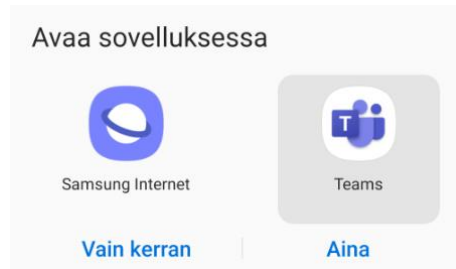 Avaa sovelluksessa
T
Samsung Internet Teams
Vain kerran Aina